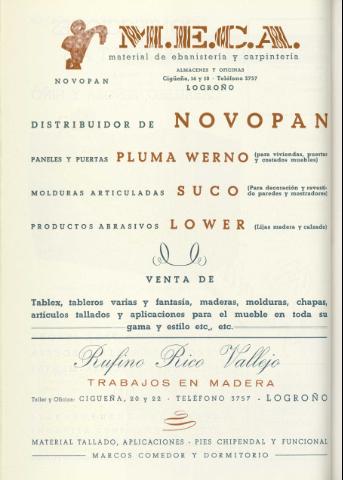 M.I.E.C.A.
material de ebanistería y carpintería
ALMACENES Y OFICINAS
Cigüeña, 16 y 18 - Teléfono 3757
LOGROÑO
NOVOPAN
DISTRIBUIDOR DE NOVOPAN
PANELES Y PUERTAS PLUMA WERNO (para viviendas, puertas y costados muebles)
MOLDURAS ARTICULADAS SUCO (Para decoración y revesti- de paredes y mostradores)
PRODUCTOS ABRASIVOS LOWER (Lijas madera y calzado)
VENTA DE
Tablex, tableros varias y fantasía, maderas, molduras, chapas,
artículos tallados y aplicaciones para el mueble en toda su
gama y estilo etc., etc.
Rufino Rico Vallejo
TRABAJOS EN MADERA
Taller y Oficina: CIGUEÑA, 20 y 22 - TELEFONO 3757 - LOGROÑO
MATERIAL TALLADO, APLICACIONES - PIES CHIPENDAL Y FUNCIONAL
MARCOS COMEDOR Y DORMITORIO